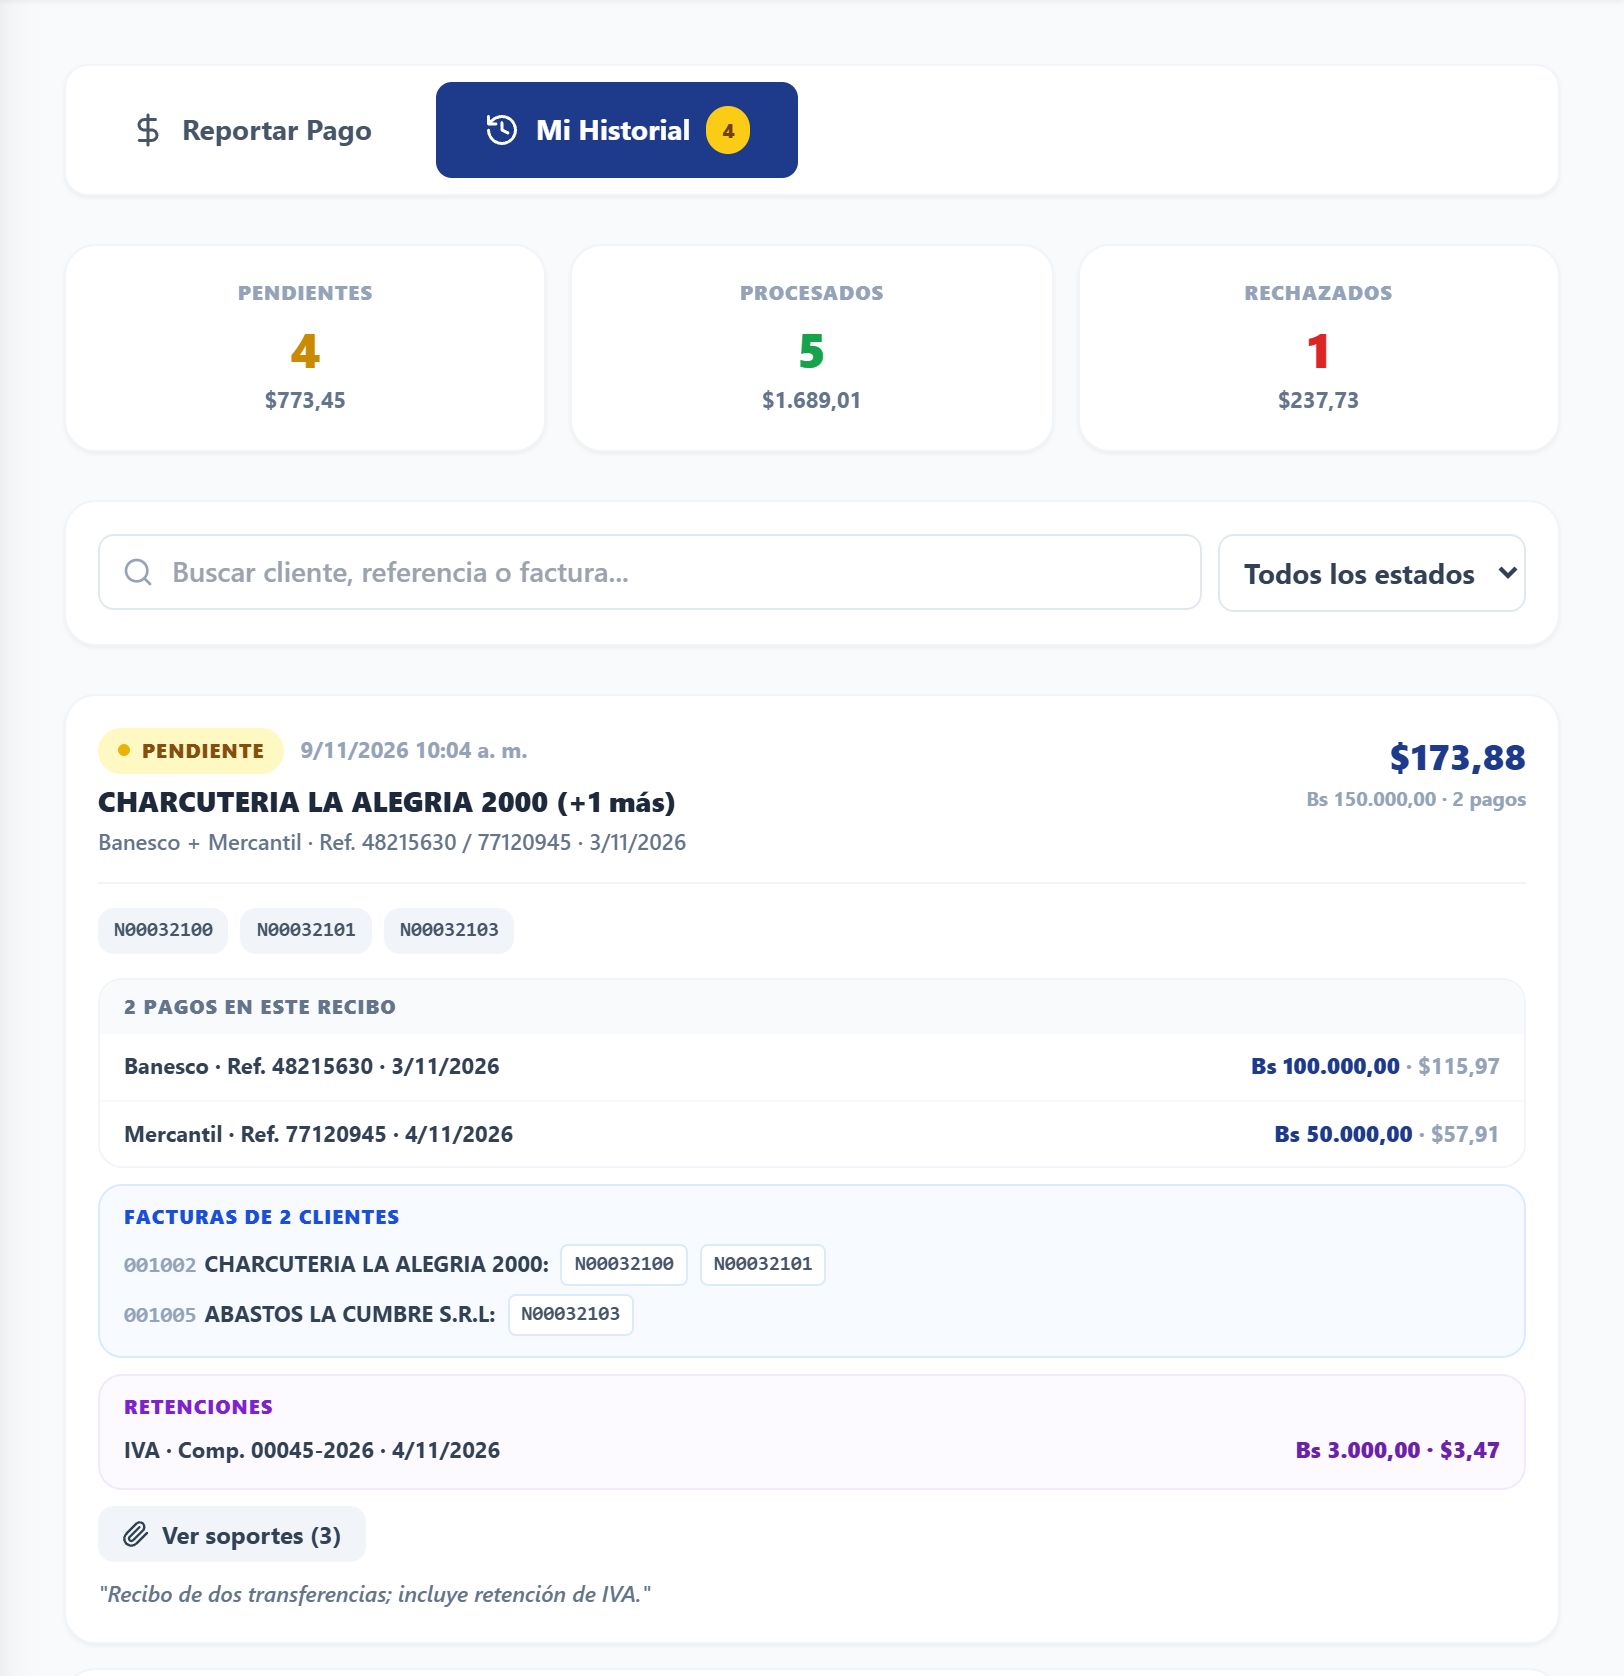 Reportar Pago
Mi Historial 4
PENDIENTES
4
$773,45
PROCESADOS
5
$1.689,01
RECHAZADOS
1
$237,73
Buscar cliente, referencia o factura...
Todos los estados
PENDIENTE 9/11/2026 10:04 a. m.
$173,88
CHARCUTERIA LA ALEGRIA 2000 (+1 más)
Bs 150.000,00 · 2 pagos
Banesco + Mercantil · Ref. 48215630 / 77120945 · 3/11/2026
N00032100 N00032101 N00032103
2 PAGOS EN ESTE RECIBO
Banesco · Ref. 48215630 · 3/11/2026 Bs 100.000,00 · $115,97
Mercantil · Ref. 77120945 · 4/11/2026 Bs 50.000,00 · $57,91
FACTURAS DE 2 CLIENTES
001002 CHARCUTERIA LA ALEGRIA 2000: N00032100 N00032101
001005 ABASTOS LA CUMBRE S.R.L: N00032103
RETENCIONES
IVA · Comp. 00045-2026 · 4/11/2026 Bs 3.000,00 · $3,47
Ver soportes (3)
"Recibo de dos transferencias; incluye retención de IVA."